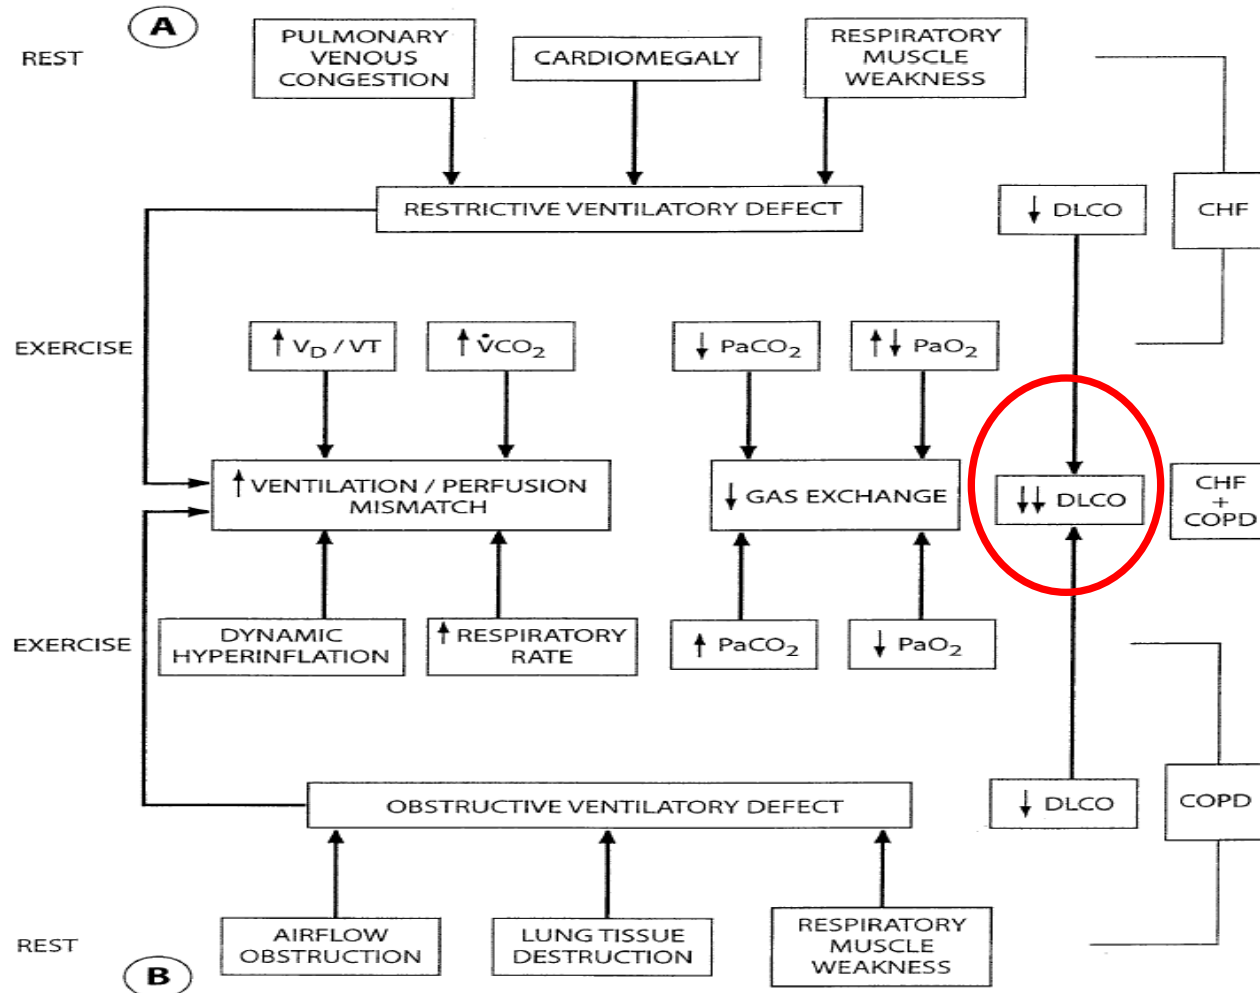 A
REST
PULMONARY
VENOUS
CONGESTION
CARDIOMEGALY
RESPIRATORY
MUSCLE
WEAKNESS
RESTRICTIVE VENTILATORY DEFECT
↓ DLCO
CHF
EXERCISE
↑ VD / VT
↑ V̇CO2
↓ PaCO2
↑↓ PaO2
↑ VENTILATION / PERFUSION
MISMATCH
↓ GAS EXCHANGE
↓↓ DLCO
CHF
+
COPD
EXERCISE
DYNAMIC
HYPERINFLATION
↑ RESPIRATORY
RATE
↑ PaCO2
↓ PaO2
OBSTRUCTIVE VENTILATORY DEFECT
↓ DLCO
COPD
REST
AIRFLOW
OBSTRUCTION
LUNG TISSUE
DESTRUCTION
RESPIRATORY
MUSCLE
WEAKNESS
B